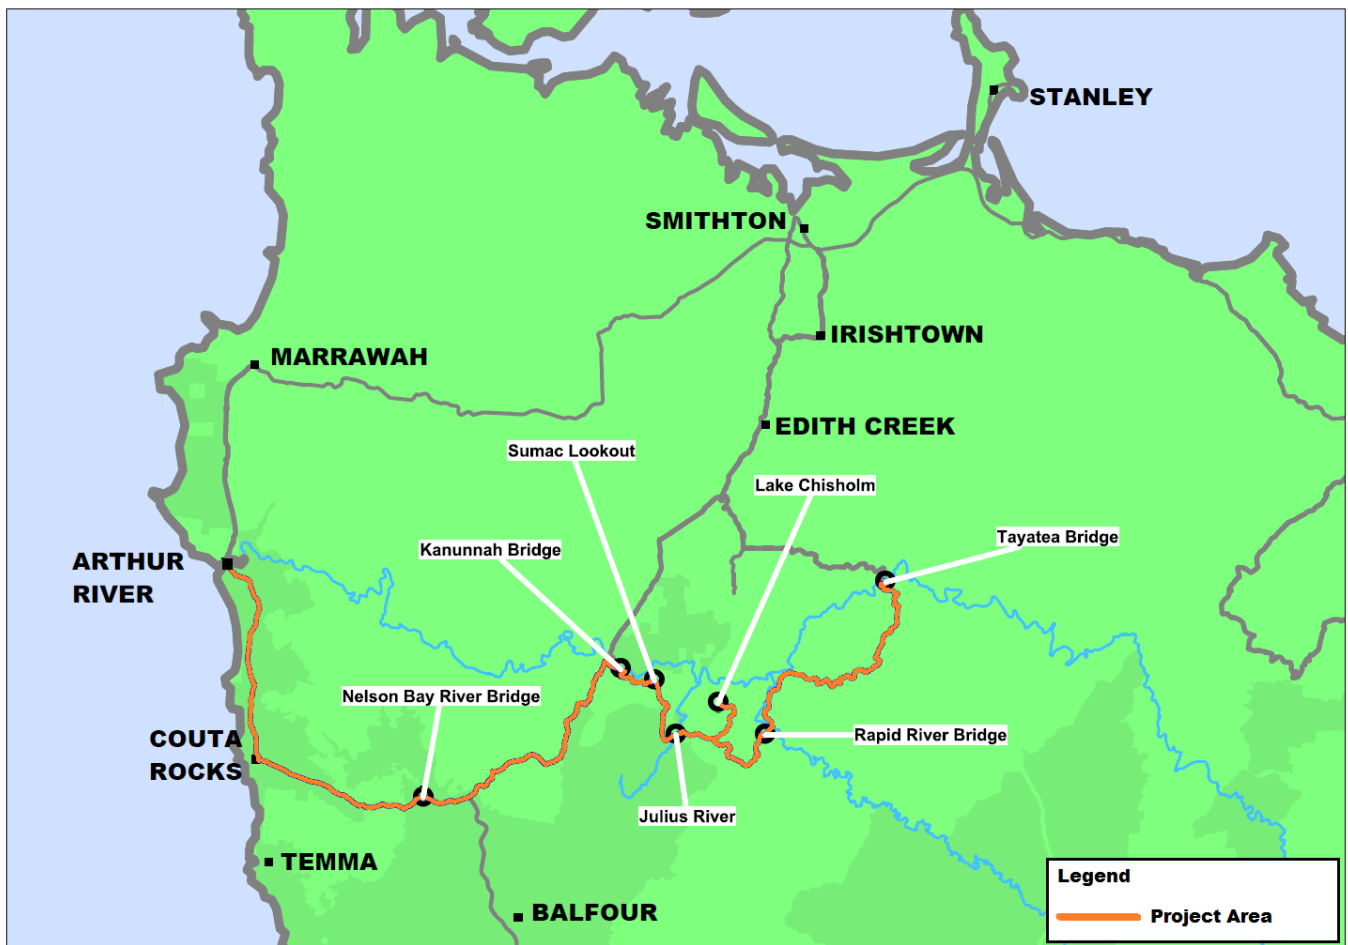 STANLEY
SMITHTON
IRISHTOWN
MARRAWAH
EDITH CREEK
Sumac Lookout
Lake Chisholm
Tayatea Bridge
Kanunnah Bridge
ARTHUR
RIVER
Nelson Bay River Bridge
Rapid River Bridge
COUTA
ROCKS
Julius River
TEMMA
BALFOUR
Legend
Project Area